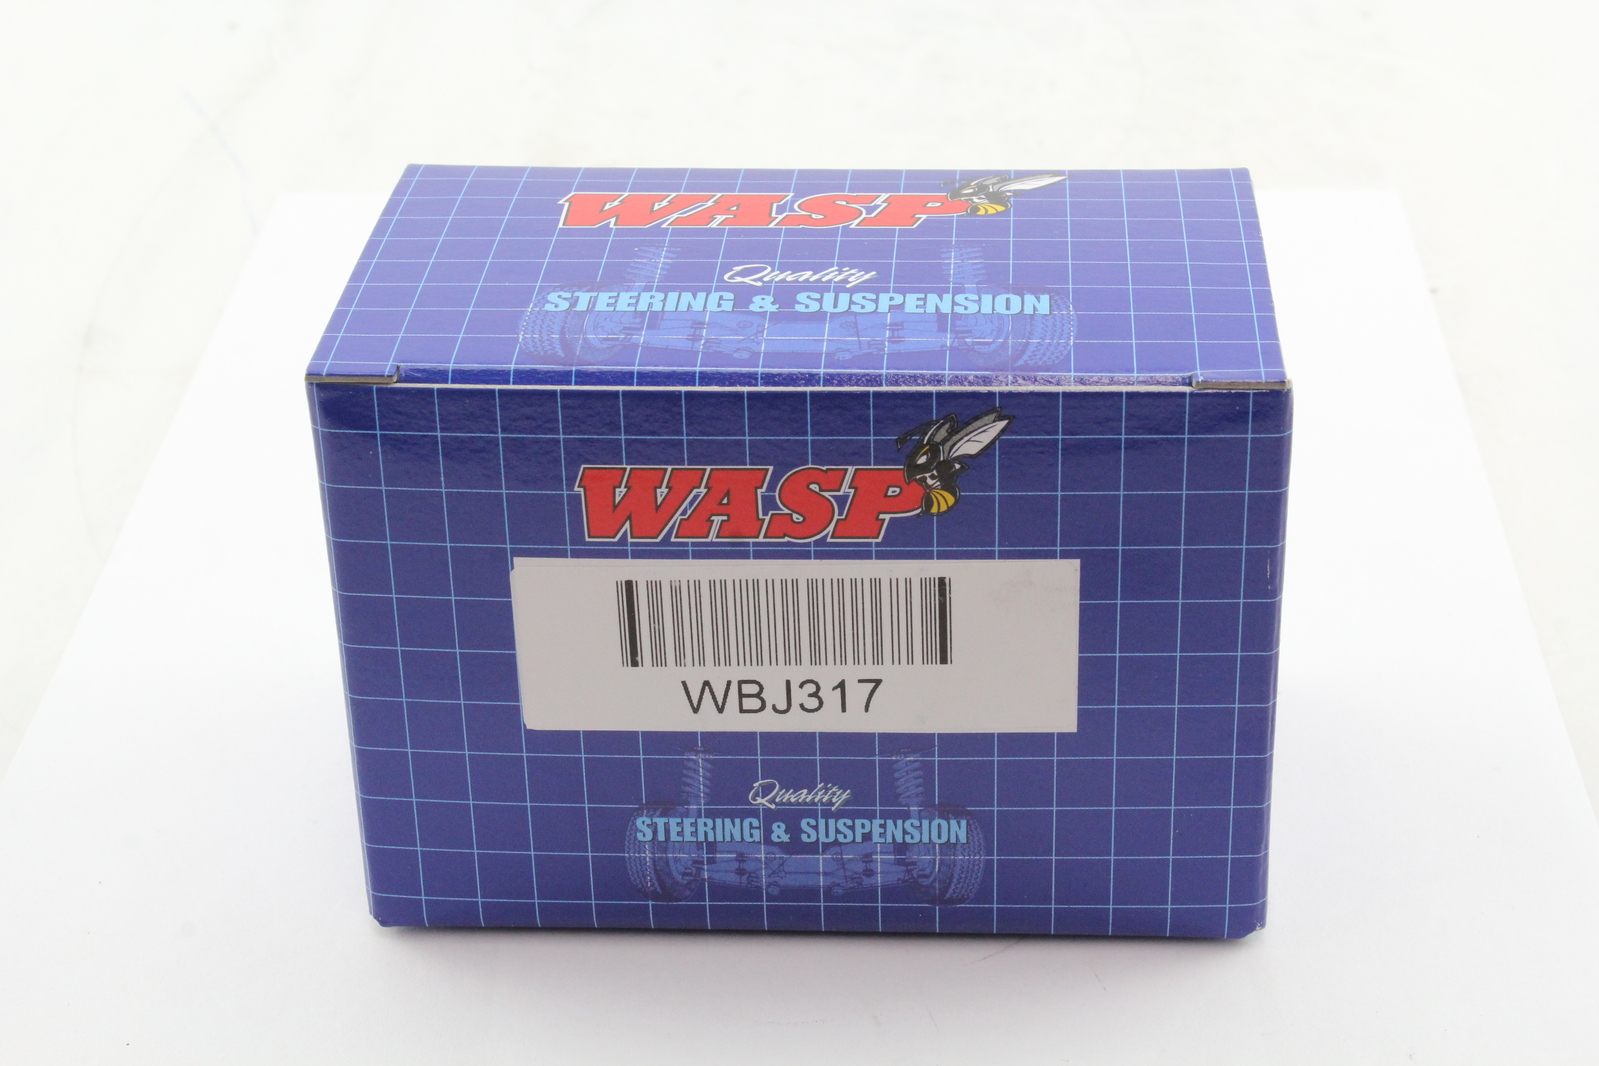 WASP
Quality
STEERING & SUSPENSION
WASP
WBJ317
Quality
STEERING & SUSPENSION